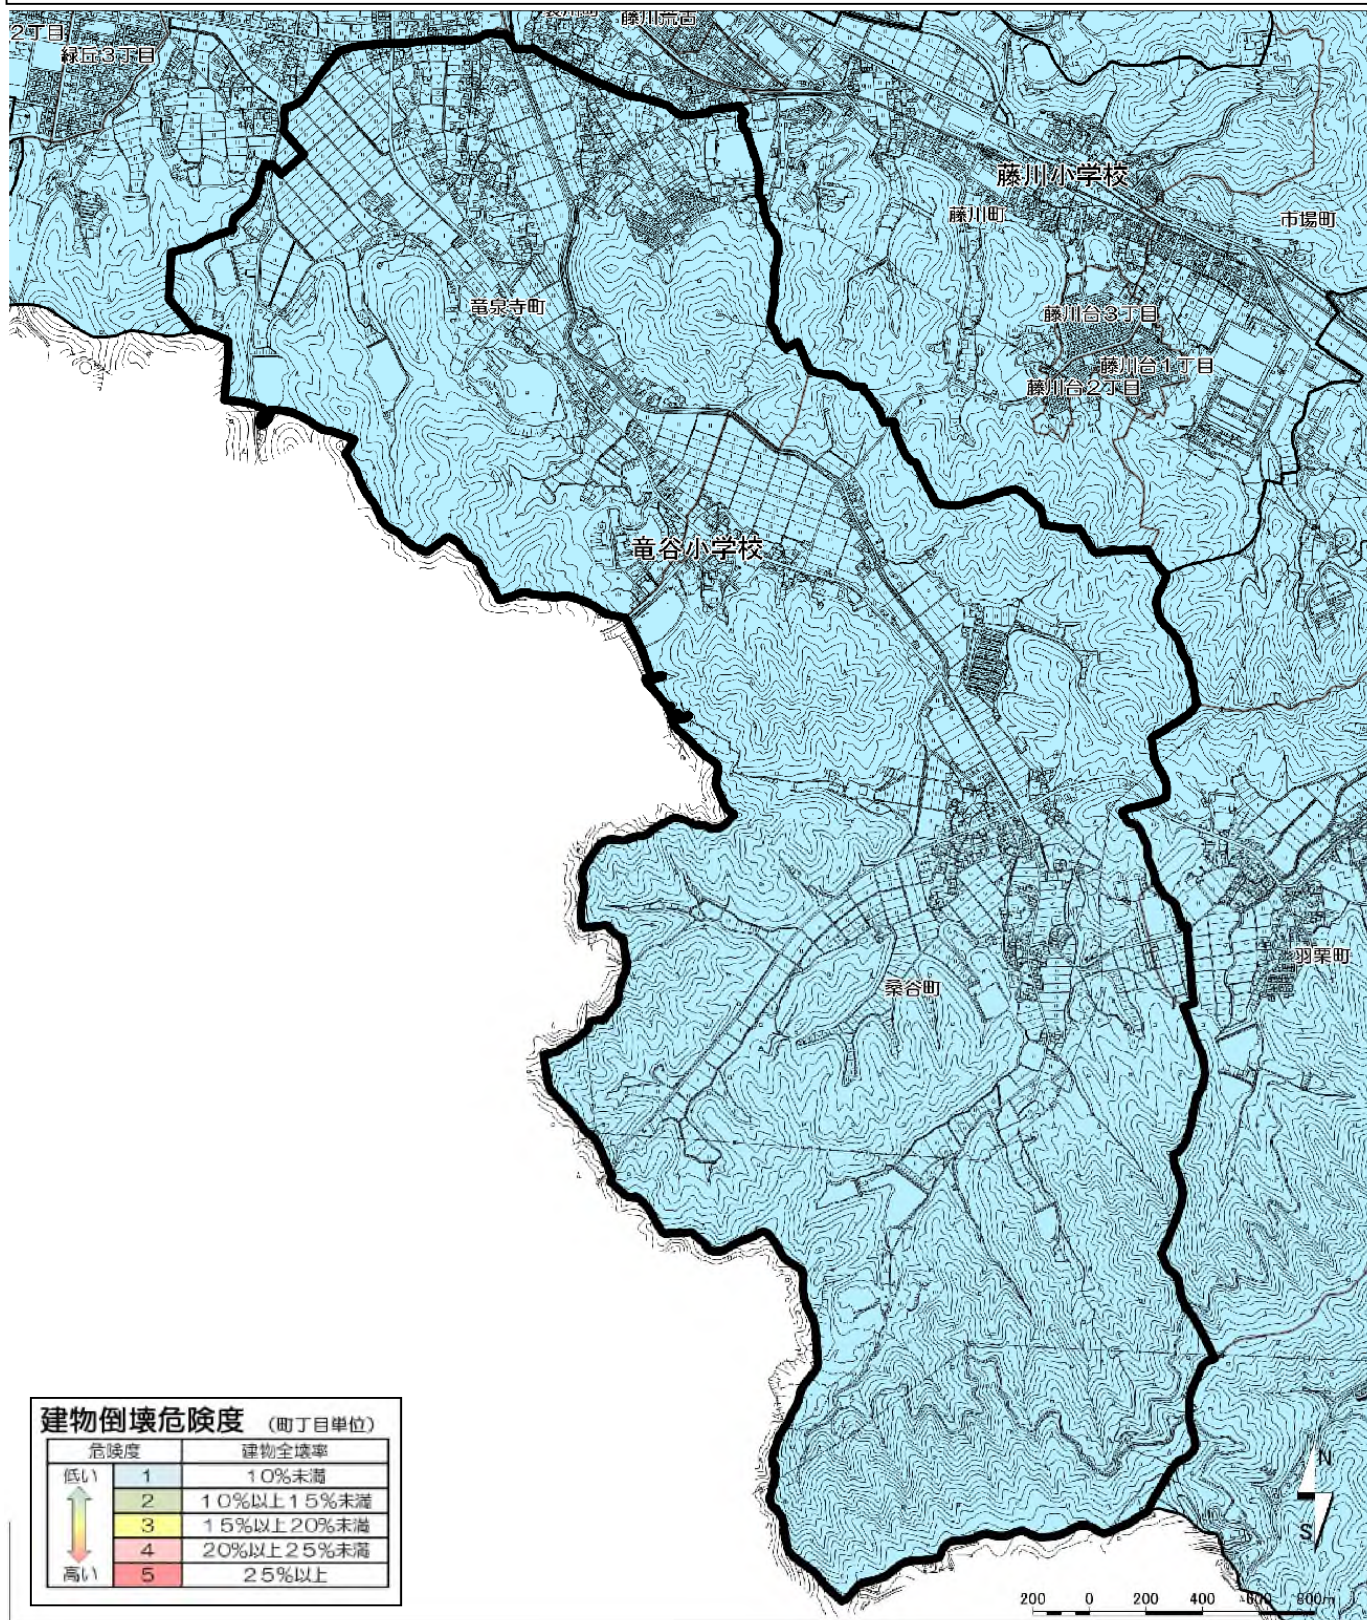 2丁目
緑丘3丁目
藤川荒古
藤川小学校
藤川町
市場町
竜泉寺町
藤川台3丁目
藤川台1丁目
藤川台2丁目
竜谷小学校
羽栗町
桑谷町
建物倒壊危険度 (町丁目単位)
危険度 建物全壊率
低い 1 10%未満
2 10%以上15%未満
3 15%以上20%未満
4 20%以上25%未満
高い 5 25%以上
N
S
200 0 200 400 600 800m